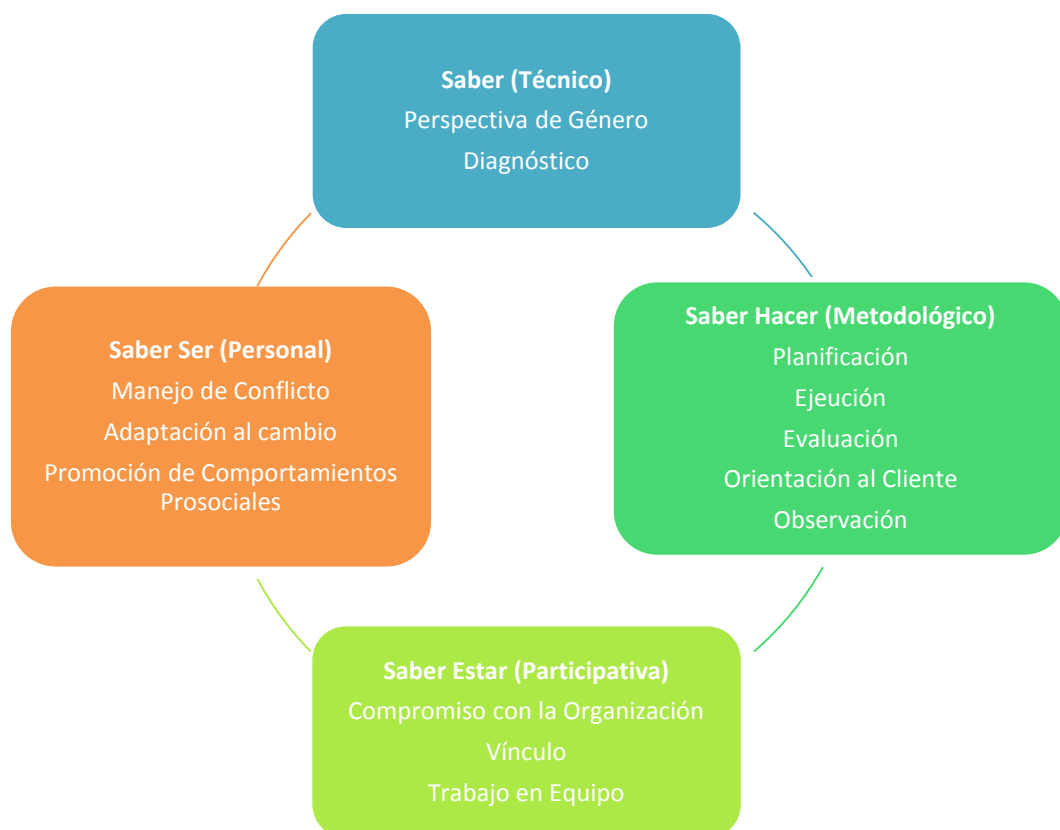 Saber (Técnico)
Perspectiva de Género
Diagnóstico
Saber Ser (Personal)
Manejo de Conflicto
Adaptación al cambio
Promoción de Comportamientos
Prosociales
Saber Hacer (Metodológico)
Planificación
Ejeución
Evaluación
Orientación al Cliente
Observación
Saber Estar (Participativa)
Compromiso con la Organización
Vínculo
Trabajo en Equipo